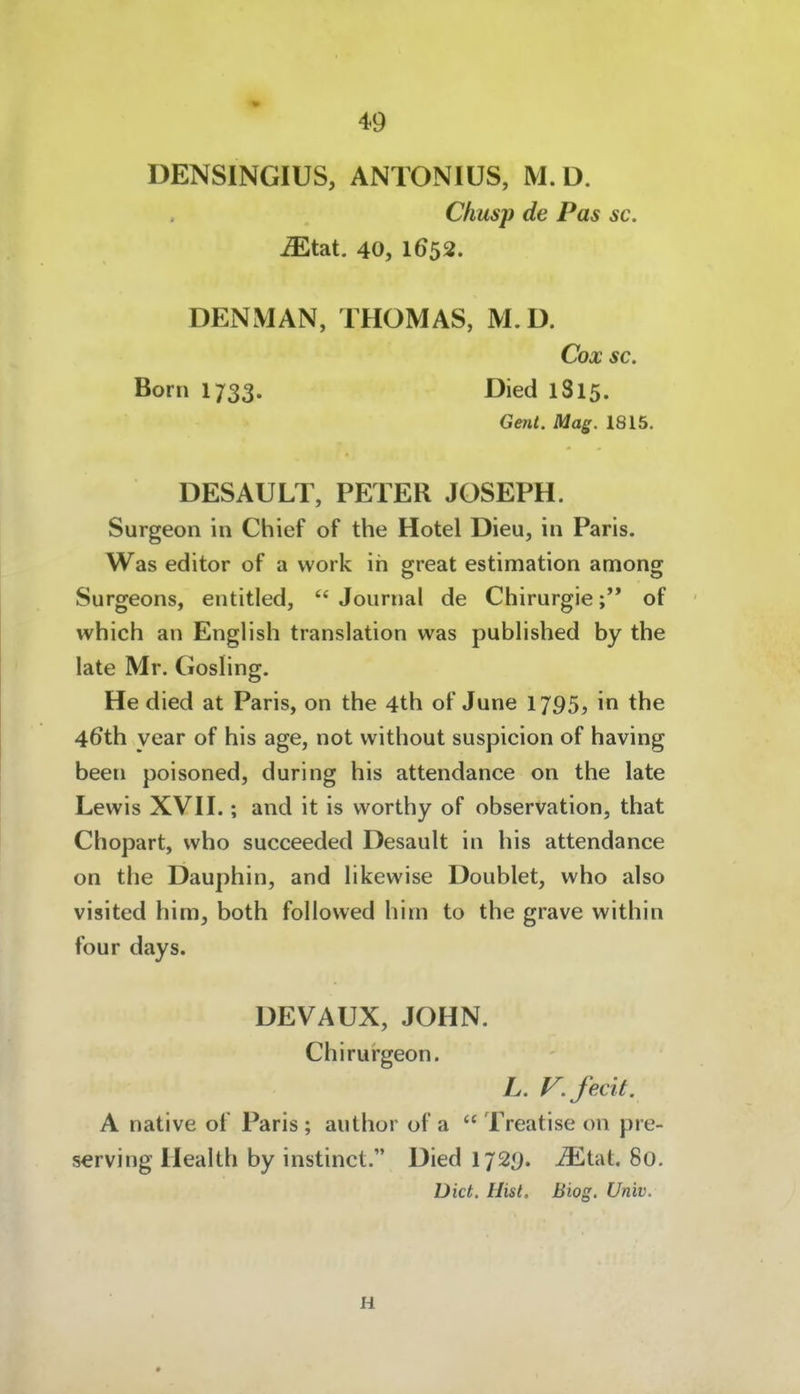 49
DENSINGIUS, ANTONIUS, M. D.
Chusp de Pas sc.
Ætat. 40, 1652.
DENMAN, THOMAS, M. D.
Cox sc.
Born 1733. Died 1815.
Gent. Mag. 1815.
DESAULT, PETER JOSEPH.
Surgeon in Chief of the Hotel Dieu, in Paris.
Was editor of a work in great estimation among
Surgeons, entitled, “ Journal de Chirurgie;” of
which an English translation was published by the
late Mr. Gosling.
He died at Paris, on the 4th of June 1795, in the
46th year of his age, not without suspicion of having
been poisoned, during his attendance on the late
Lewis XVII. ; and it is worthy of observation, that
Chopart, who succeeded Desault in his attendance
on the Dauphin, and likewise Doublet, who also
visited him, both followed him to the grave within
four days.
DEVAUX, JOHN.
Chirurgeon.
L. V. fecit.
A native of Paris ; author of a “ Treatise on pre-
serving Health by instinct.” Died 1729. Ætat. 80.
Dict. Hist. Biog. Univ.
H